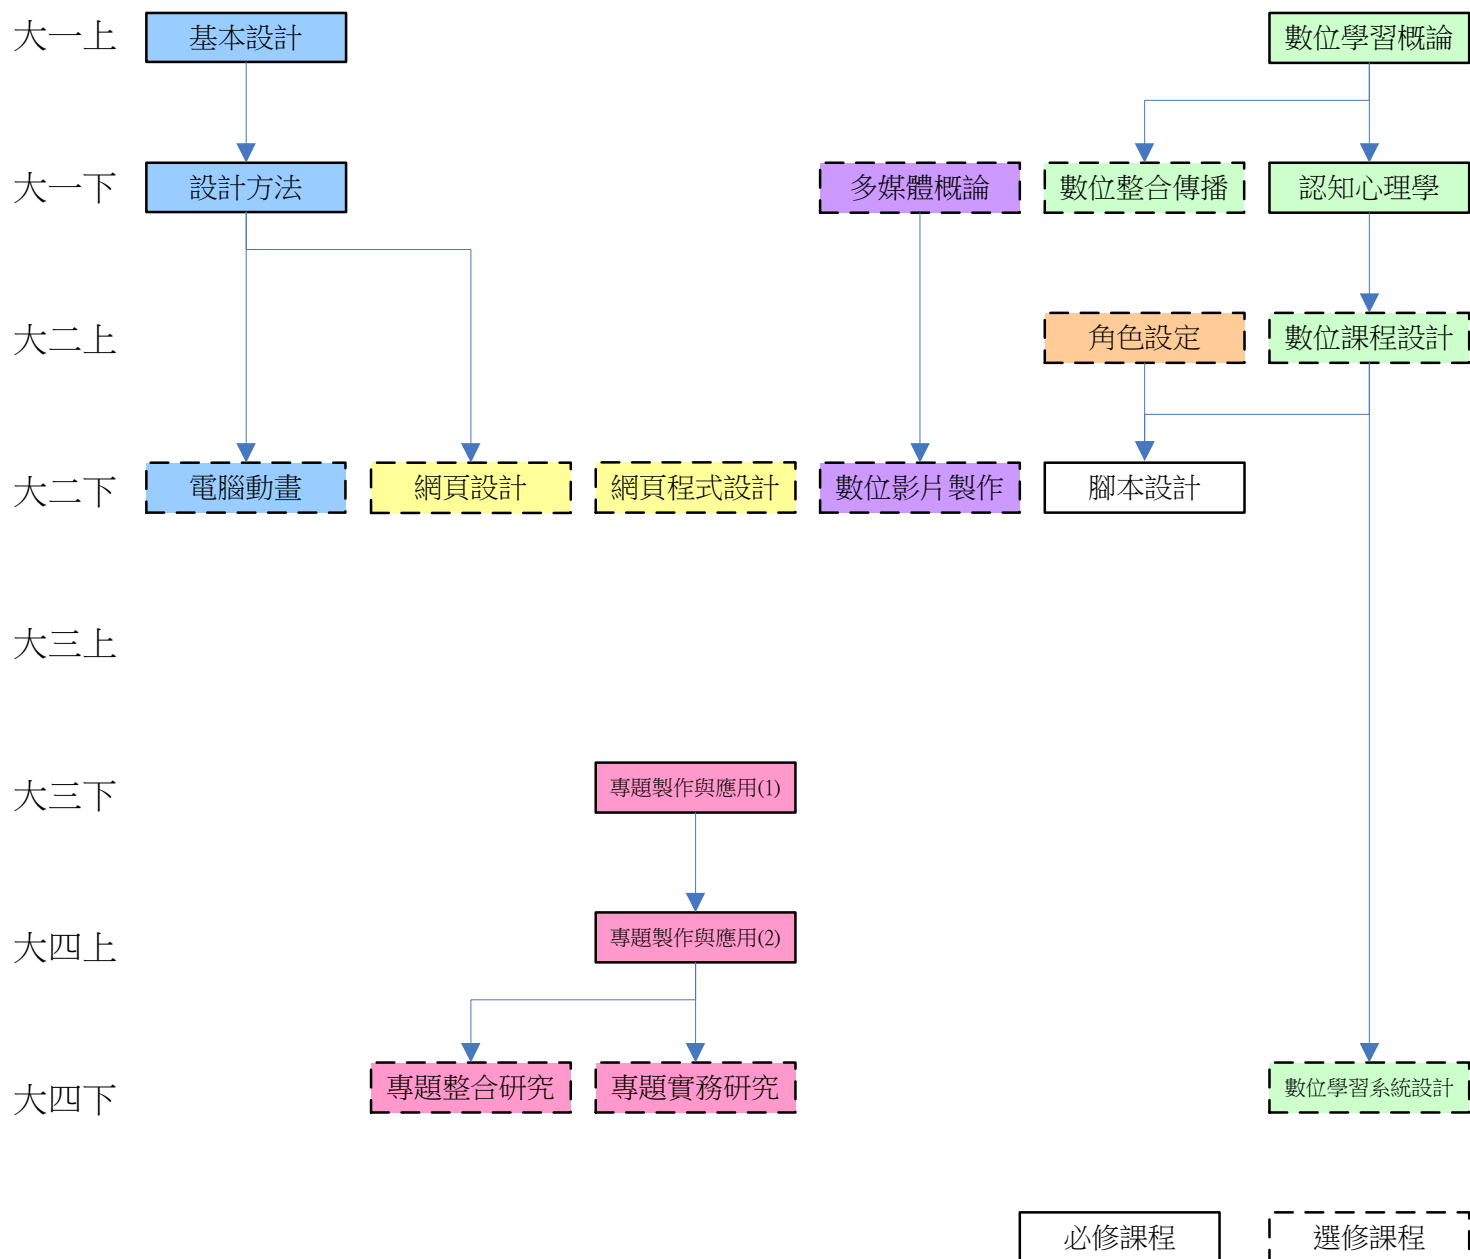 大一上
基本設計
數位學習概論
大一下
設計方法
多媒體概論
數位整合傳播
認知心理學
大二上
角色設定
數位課程設計
大二下
電腦動畫
網頁設計
網頁程式設計
數位影片製作
腳本設計
大三上
大三下
專題製作與應用(1)
大四上
專題製作與應用(2)
大四下
專題整合研究
專題實務研究
數位學習系統設計
必修課程
選修課程